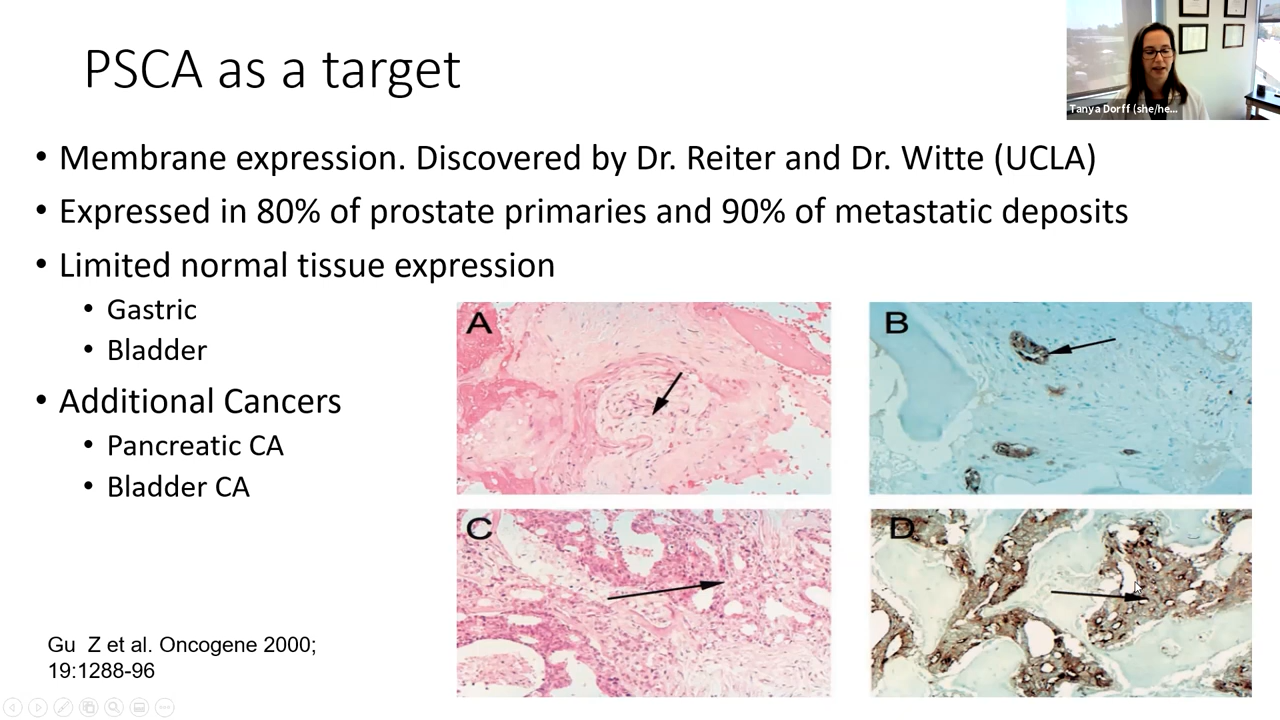 PSCA as a target
Tanya Dorff (she/he...
• Membrane expression. Discovered by Dr. Reiter and Dr. Witte (UCLA)
• Expressed in 80% of prostate primaries and 90% of metastatic deposits
• Limited normal tissue expression
• Gastric
• Bladder
• Additional Cancers
• Pancreatic CA
• Bladder CA
A
B
C
D
Gu Z et al. Oncogene 2000;
19:1288-96